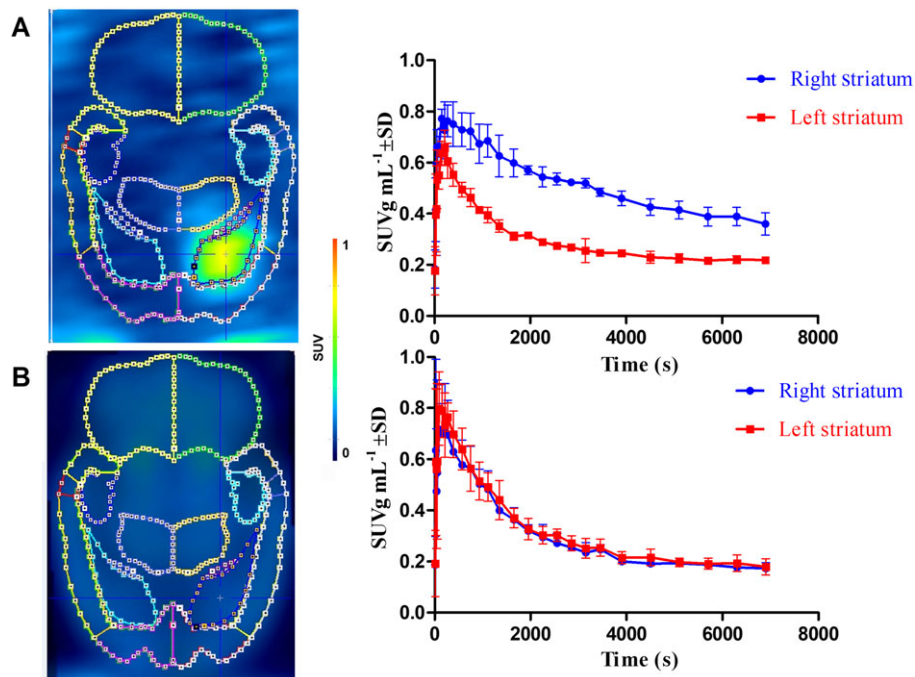 A
1
SUV
0
SUVg mL⁻¹±SD
1.0
0.8
0.6
0.4
0.2
0.0
0
2000
4000
6000
8000
Time (s)
Right striatum
Left striatum
B
SUVg mL⁻¹±SD
1.0
0.8
0.6
0.4
0.2
0.0
0
2000
4000
6000
8000
Time (s)
Right striatum
Left striatum